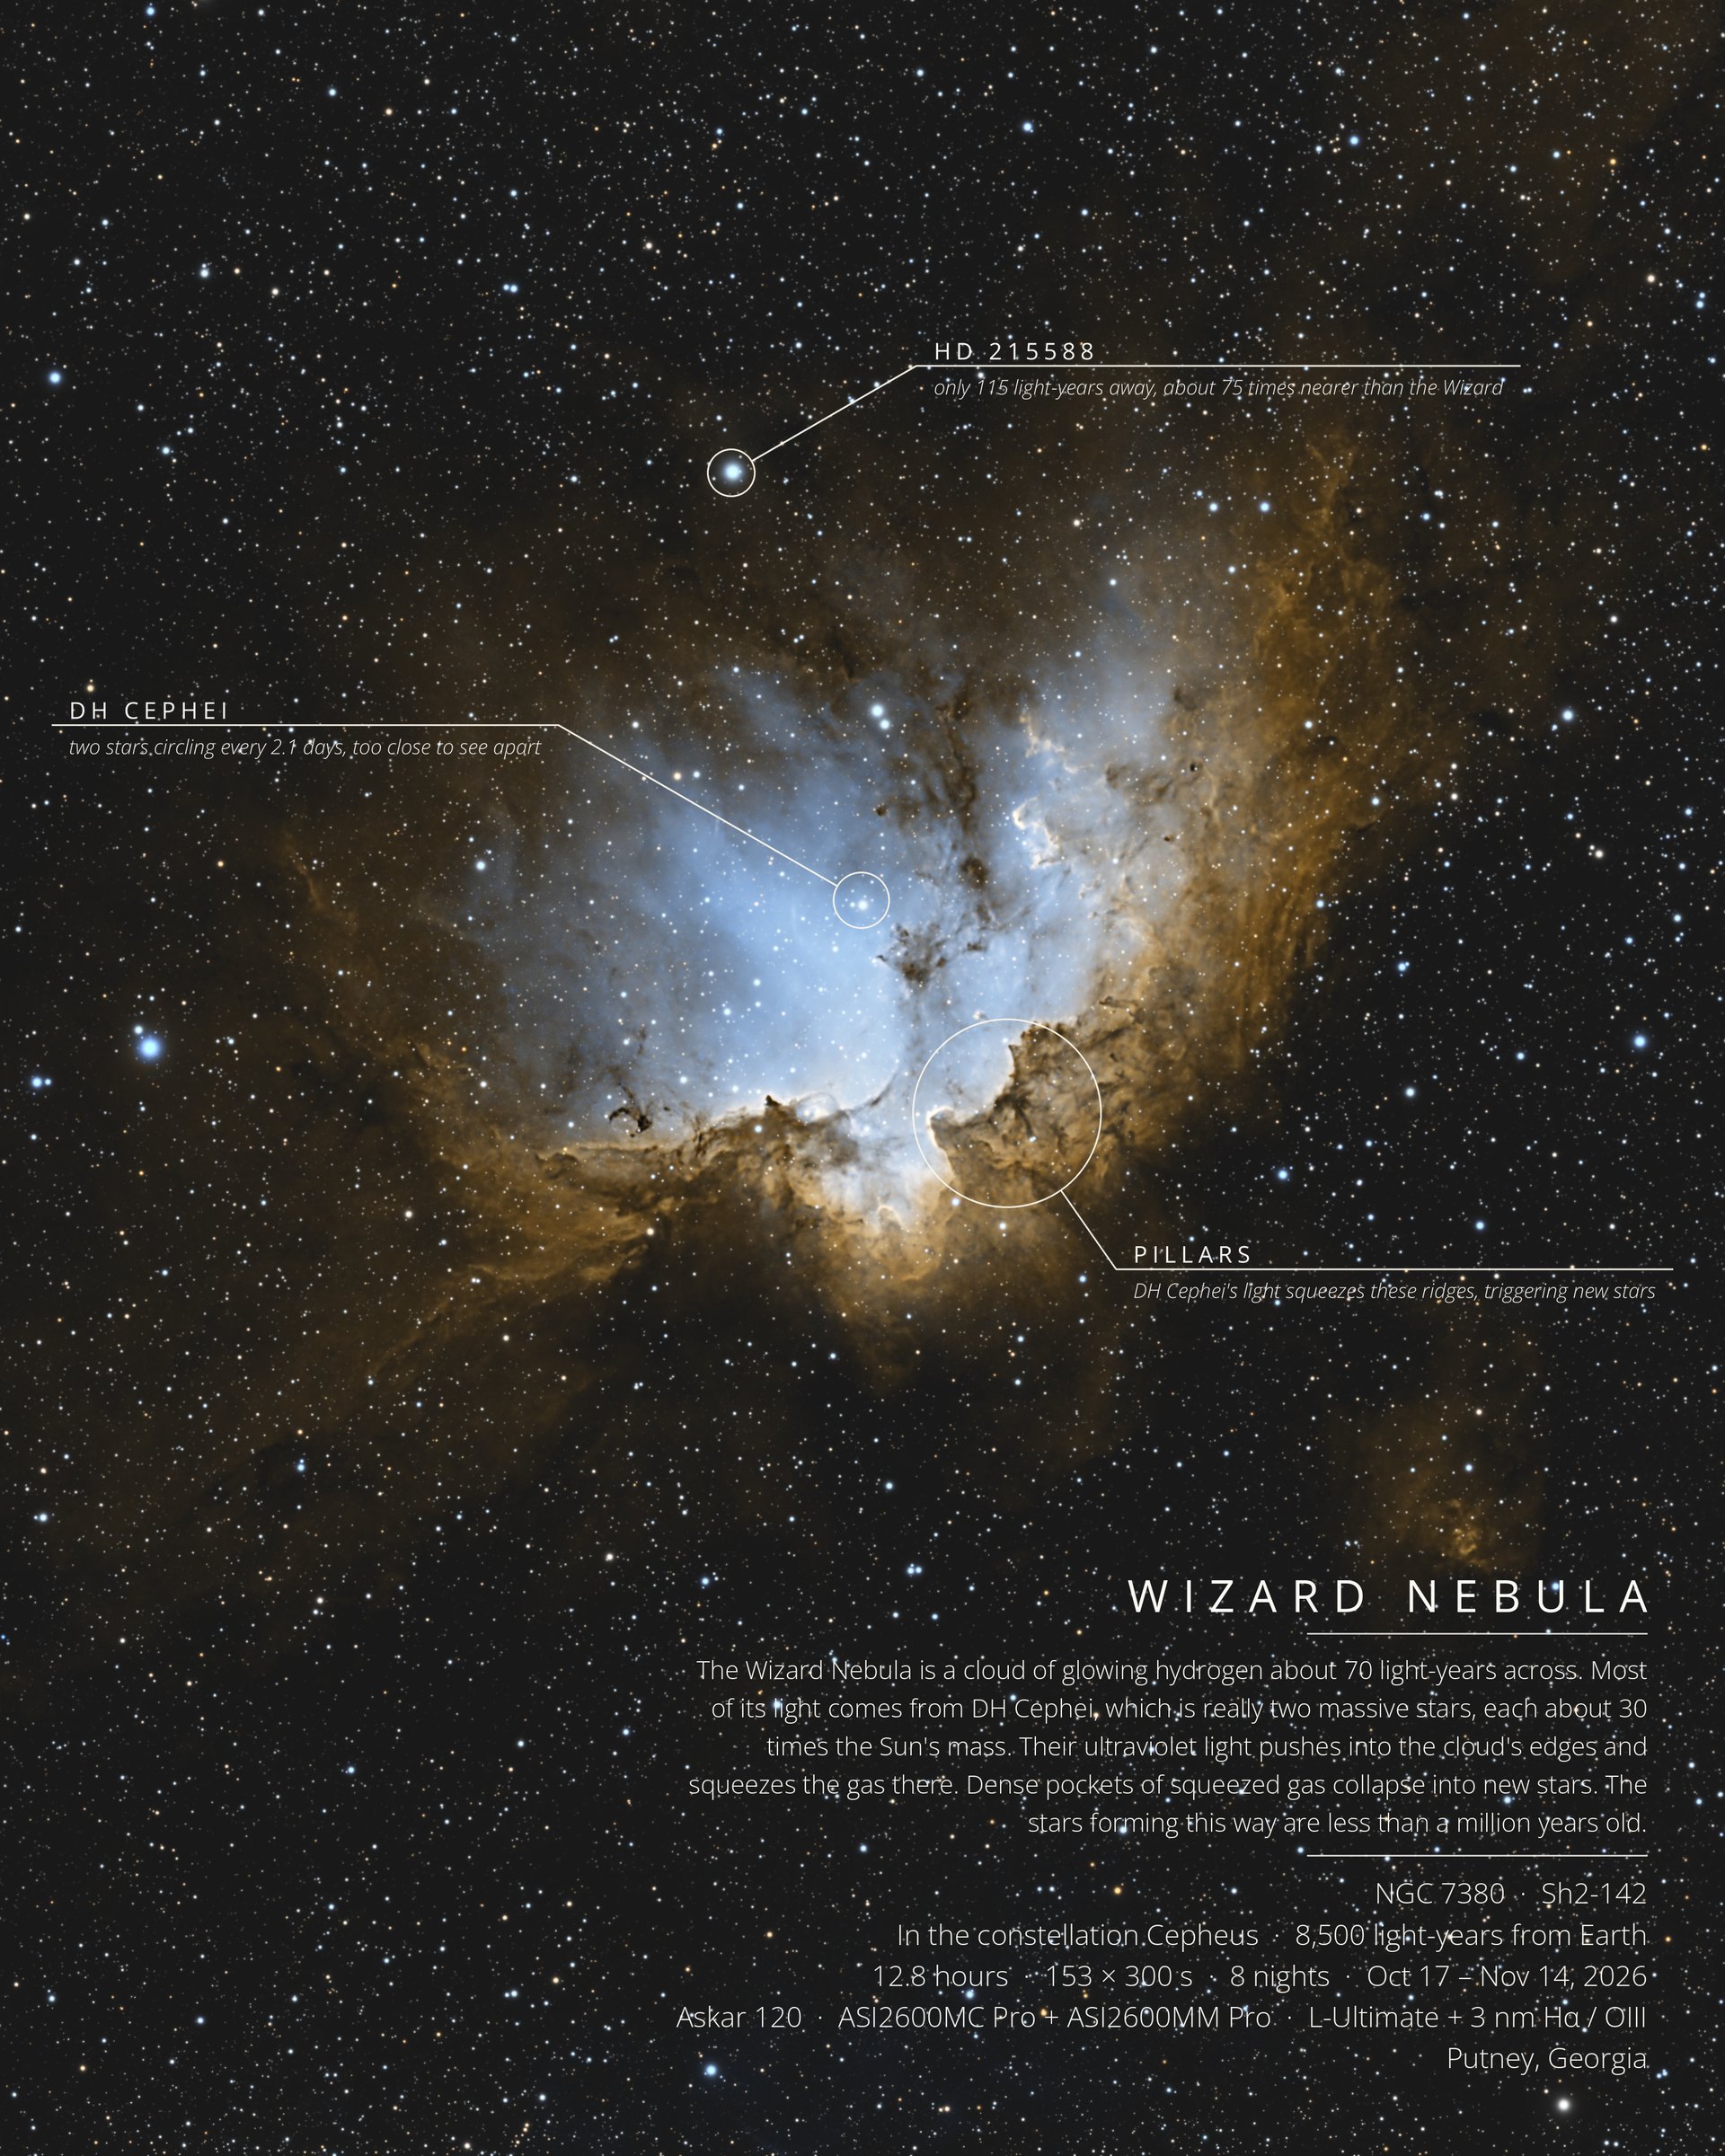 HD 215588
only 115 light-years away, about 75 times nearer than the Wizard
DH CEPHEI
two stars circling every 2.1 days, too close to see apart
PILLARS
DH Cephei's light squeezes these ridges, triggering new stars
WIZARD NEBULA
The Wizard Nebula is a cloud of glowing hydrogen about 70 light-years across. Most
of its light comes from DH Cephei, which is really two massive stars, each about 30
times the Sun's mass. Their ultraviolet light pushes into the cloud's edges and
squeezes the gas there. Dense pockets of squeezed gas collapse into new stars. The
stars forming this way are less than a million years old.
NGC 7380 · Sh2-142
In the constellation Cepheus · 8,500 light-years from Earth
12.8 hours · 153 × 300 s · 8 nights · Oct 17 – Nov 14, 2026
Askar 120 · ASI2600MC Pro + ASI2600MM Pro · L-Ultimate + 3 nm Hα / OIII
Putney, Georgia